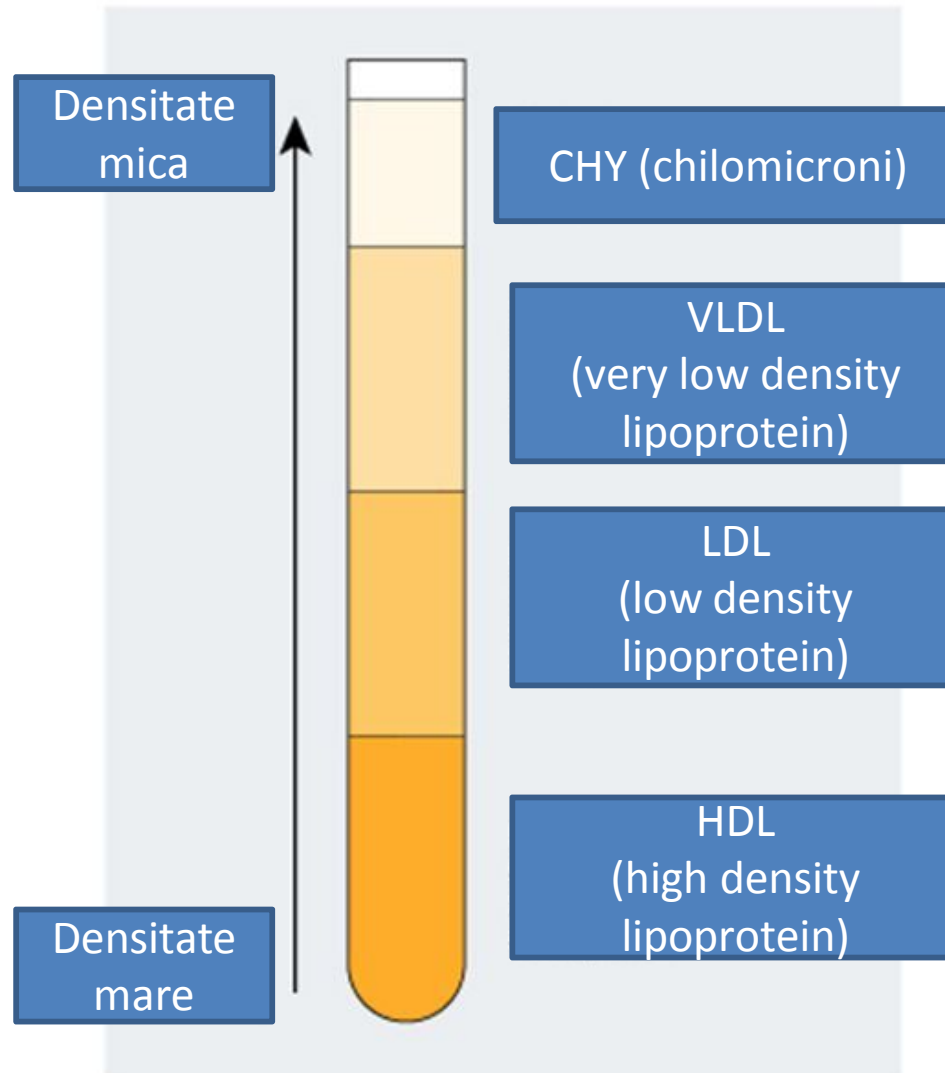 Densitate
mica
CHY (chilomicroni)
VLDL
(very low density
lipoprotein)
LDL
(low density
lipoprotein)
HDL
(high density
lipoprotein)
Densitate
mare